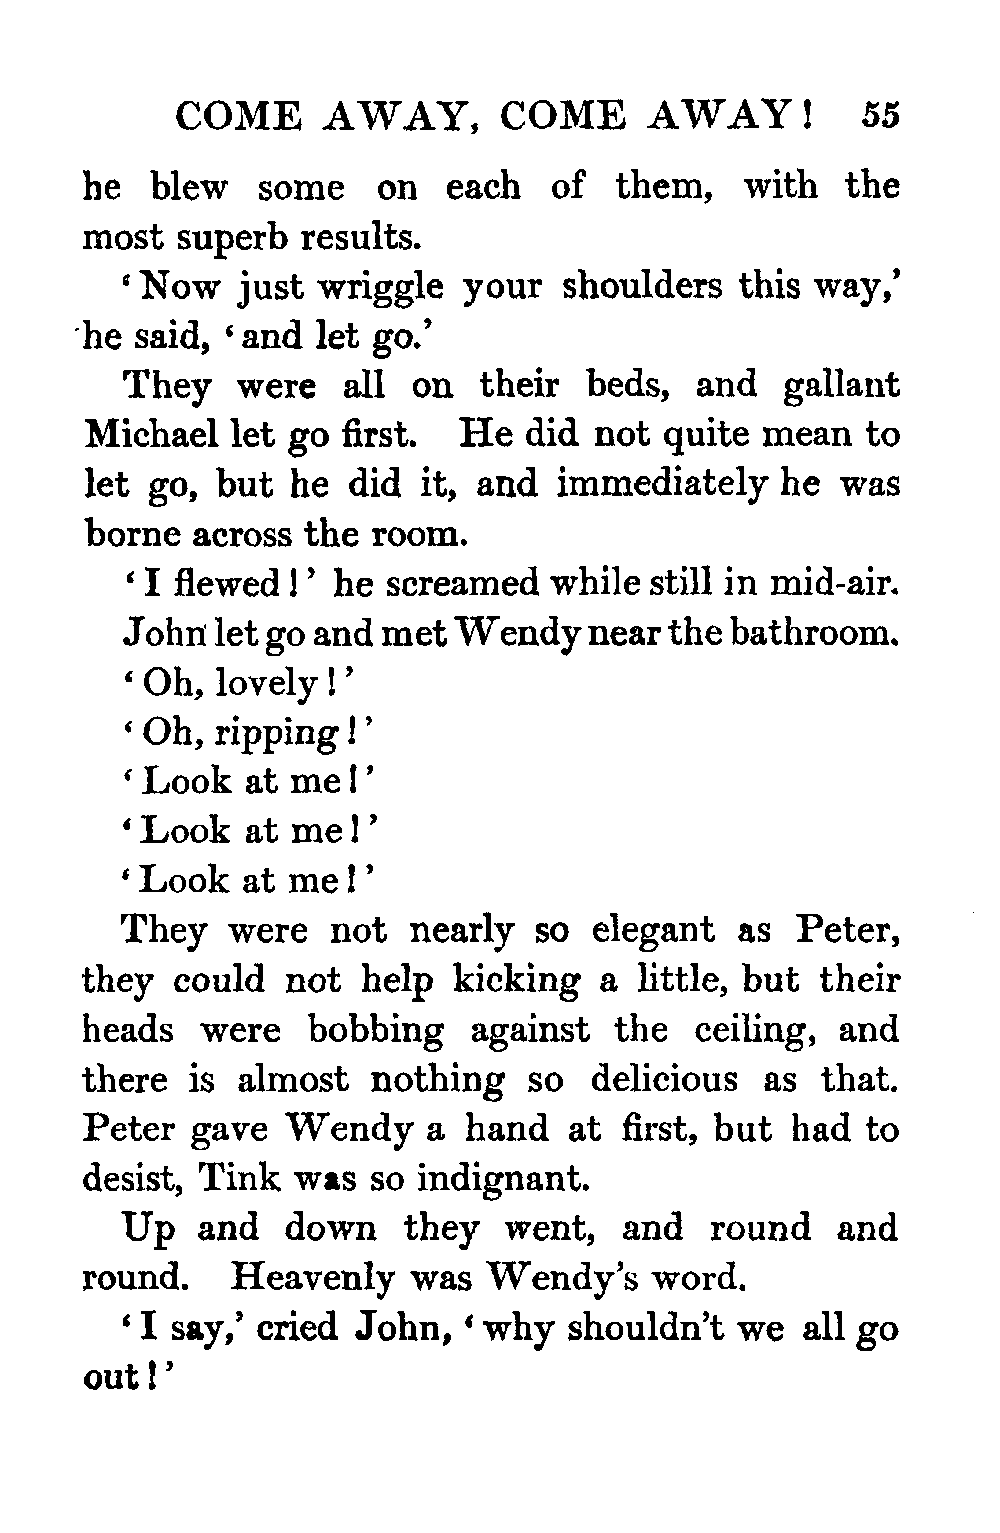 COME AWAY, COME AWAY! 55
he blew some on each of them, with the
most superb results.
‘Now just wriggle your shoulders this way,’
he said, ‘and let go.’
They were all on their beds, and gallant
Michael let go first. He did not quite mean to
let go, but he did it, and immediately he was
borne across the room.
‘I flewed!’ he screamed while still in mid-air.
John let go and met Wendy near the bathroom.
‘Oh, lovely!’
‘Oh, ripping!’
‘Look at me!’
‘Look at me!’
‘Look at me!’
They were not nearly so elegant as Peter,
they could not help kicking a little, but their
heads were bobbing against the ceiling, and
there is almost nothing so delicious as that.
Peter gave Wendy a hand at first, but had to
desist, Tink was so indignant.
Up and down they went, and round and
round. Heavenly was Wendy’s word.
‘I say,’ cried John, ‘why shouldn’t we all go
out!’